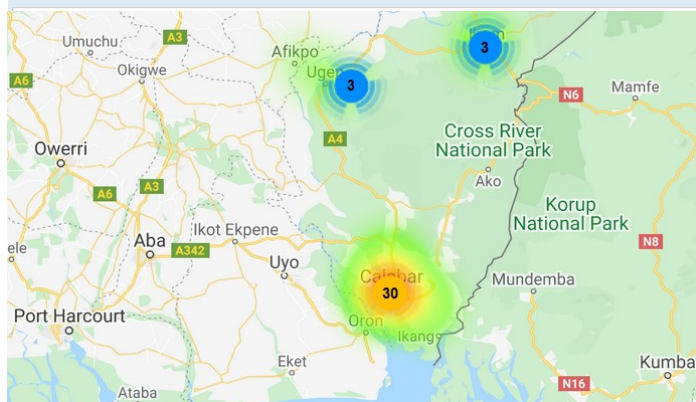 A3
Umuchu
Afikpo
3
A6
Okigwe
Ugep
3
N6
Mamfe
Cross River
National Park
A4
Owerri
Ako
A6
A3
Korup
National Park
Ikot Ekpene
N8
Aba
A342
Uyo
Calabar
Mundemba
30
Port Harcourt
Oron
Ikang
Eket
Kumba
N16
Ataba